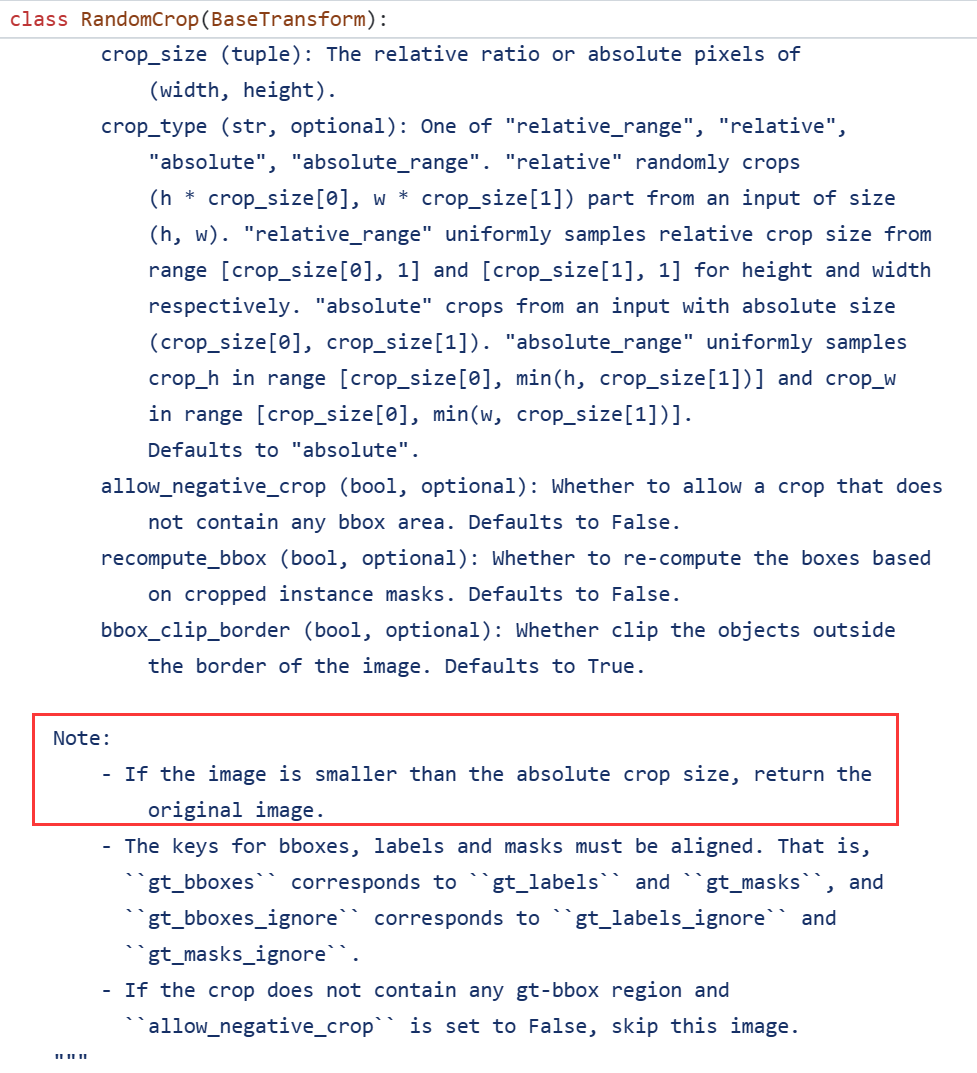 class RandomCrop(BaseTransform):
crop_size (tuple): The relative ratio or absolute pixels of
(width, height).
crop_type (str, optional): One of "relative_range", "relative",
"absolute", "absolute_range". "relative" randomly crops
(h * crop_size[0], w * crop_size[1]) part from an input of size
(h, w). "relative_range" uniformly samples relative crop size from
range [crop_size[0], 1] and [crop_size[1], 1] for height and width
respectively. "absolute" crops from an input with absolute size
(crop_size[0], crop_size[1]). "absolute_range" uniformly samples
crop_h in range [crop_size[0], min(h, crop_size[1])] and crop_w
in range [crop_size[0], min(w, crop_size[1])].
Defaults to "absolute".
allow_negative_crop (bool, optional): Whether to allow a crop that does
not contain any bbox area. Defaults to False.
recompute_bbox (bool, optional): Whether to re-compute the boxes based
on cropped instance masks. Defaults to False.
bbox_clip_border (bool, optional): Whether clip the objects outside
the border of the image. Defaults to True.
Note:
- If the image is smaller than the absolute crop size, return the
original image.
- The keys for bboxes, labels and masks must be aligned. That is,
``gt_bboxes`` corresponds to ``gt_labels`` and ``gt_masks``, and
``gt_bboxes_ignore`` corresponds to ``gt_labels_ignore`` and
``gt_masks_ignore``.
- If the crop does not contain any gt-bbox region and
``allow_negative_crop`` is set to False, skip this image.
"""